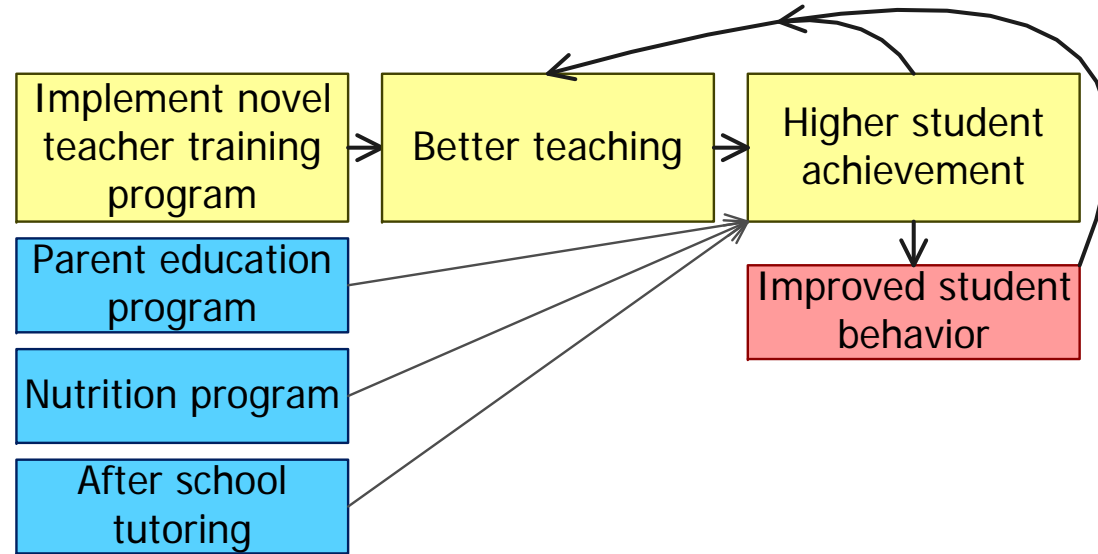 Implement novel
teacher training
program
Better teaching
Higher student
achievement
Parent education
program
Improved student
behavior
Nutrition program
After school
tutoring